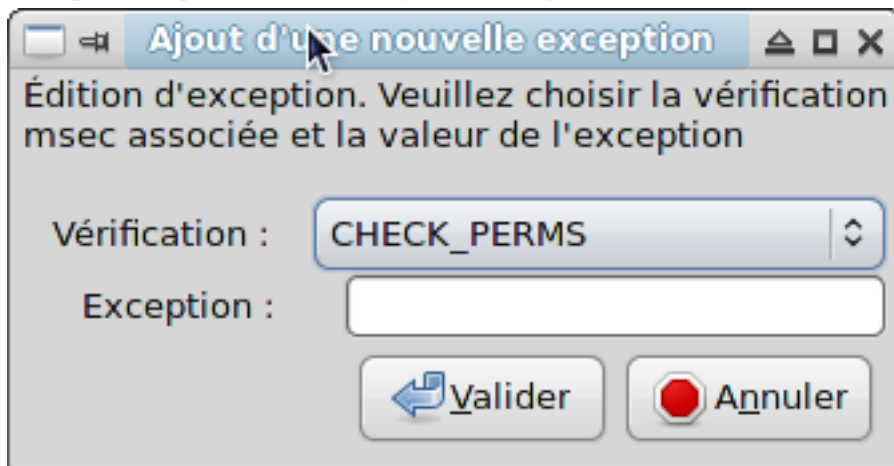 Ajout d'une nouvelle exception
Édition d'exception. Veuillez choisir la vérification
msec associée et la valeur de l'exception
Vérification : CHECK_PERMS
Exception :
Valider Annuler